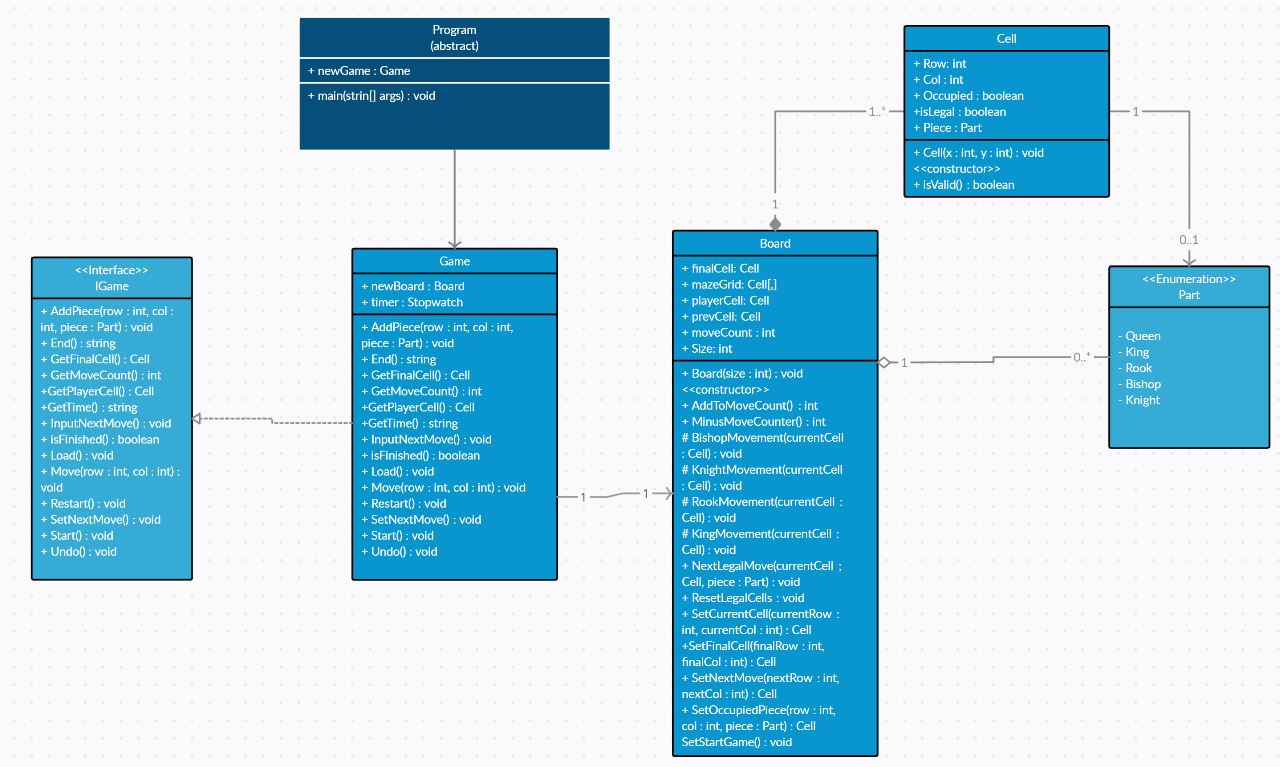 Program
(abstract)
+ newGame : Game
+ main(strin[] args) : void
Cell
+ Row: int
+ Col : int
+ Occupied : boolean
+isLegal : boolean
+ Piece : Part
+ Cell(x : int, y : int) : void
<<constructor>>
+ isValid() : boolean
1..*
1
1
0..1
<<Interface>>
IGame
+ AddPiece(row : int, col :
int, piece : Part) : void
+ End() : string
+ GetFinalCell() : Cell
+ GetMoveCount() : int
+GetPlayerCell() : Cell
+GetTime() : string
+ InputNextMove() : void
+ isFinished() : boolean
+ Load() : void
+ Move(row : int, col : int) :
void
+ Restart() : void
+ SetNextMove() : void
+ Start() : void
+ Undo() : void
Game
+ newBoard : Board
+ timer : Stopwatch
+ AddPiece(row : int, col : int,
piece : Part) : void
+ End() : string
+ GetFinalCell() : Cell
+ GetMoveCount() : int
+GetPlayerCell() : Cell
+GetTime() : string
+ InputNextMove() : void
+ isFinished() : boolean
+ Load() : void
+ Move(row : int, col : int) : void
+ Restart() : void
+ SetNextMove() : void
+ Start() : void
+ Undo() : void
1
1
Board
+ finalCell: Cell
+ mazeGrid: Cell[,]
+ playerCell: Cell
+ prevCell: Cell
+ moveCount : int
+ Size: int
+ Board(size : int) : void
<<constructor>>
+ AddToMoveCount() : int
+ MinusMoveCounter() : int
# BishopMovement(currentCell
: Cell) : void
# KnightMovement(currentCell
: Cell) : void
# RookMovement(currentCell :
Cell) : void
# KingMovement(currentCell :
Cell) : void
+ NextLegalMove(currentCell ;
Cell, piece : Part) : void
+ ResetLegalCells : void
+ SetCurrentCell(currentRow :
int, currentCol : int) : Cell
+SetFinalCell(finalRow : int,
finalCol : int) : Cell
+ SetNextMove(nextRow : int,
nextCol : int) : Cell
+ SetOccupiedPiece(row : int,
col : int, piece : Part) : Cell
SetStartGame() : void
1
0..*
<<Enumeration>>
Part
- Queen
- King
- Rook
- Bishop
- Knight